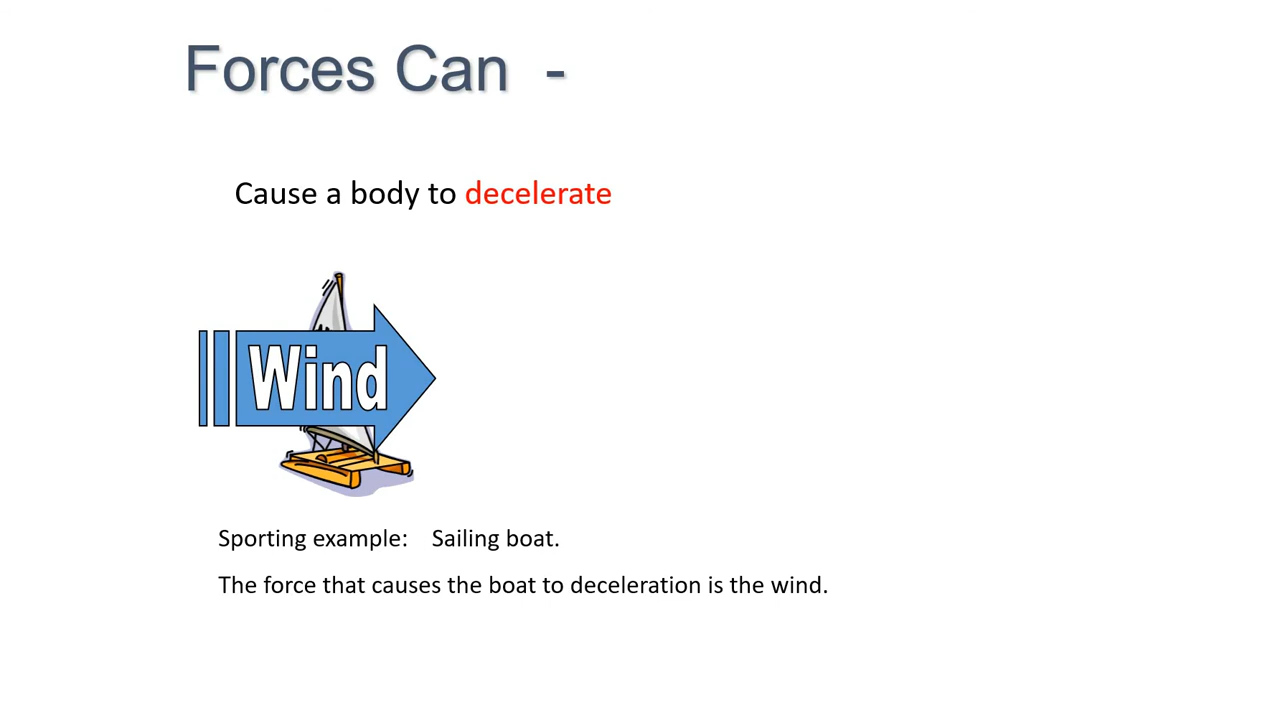 Forces Can -
Cause a body to decelerate
Wind
Sporting example: Sailing boat.
The force that causes the boat to deceleration is the wind.